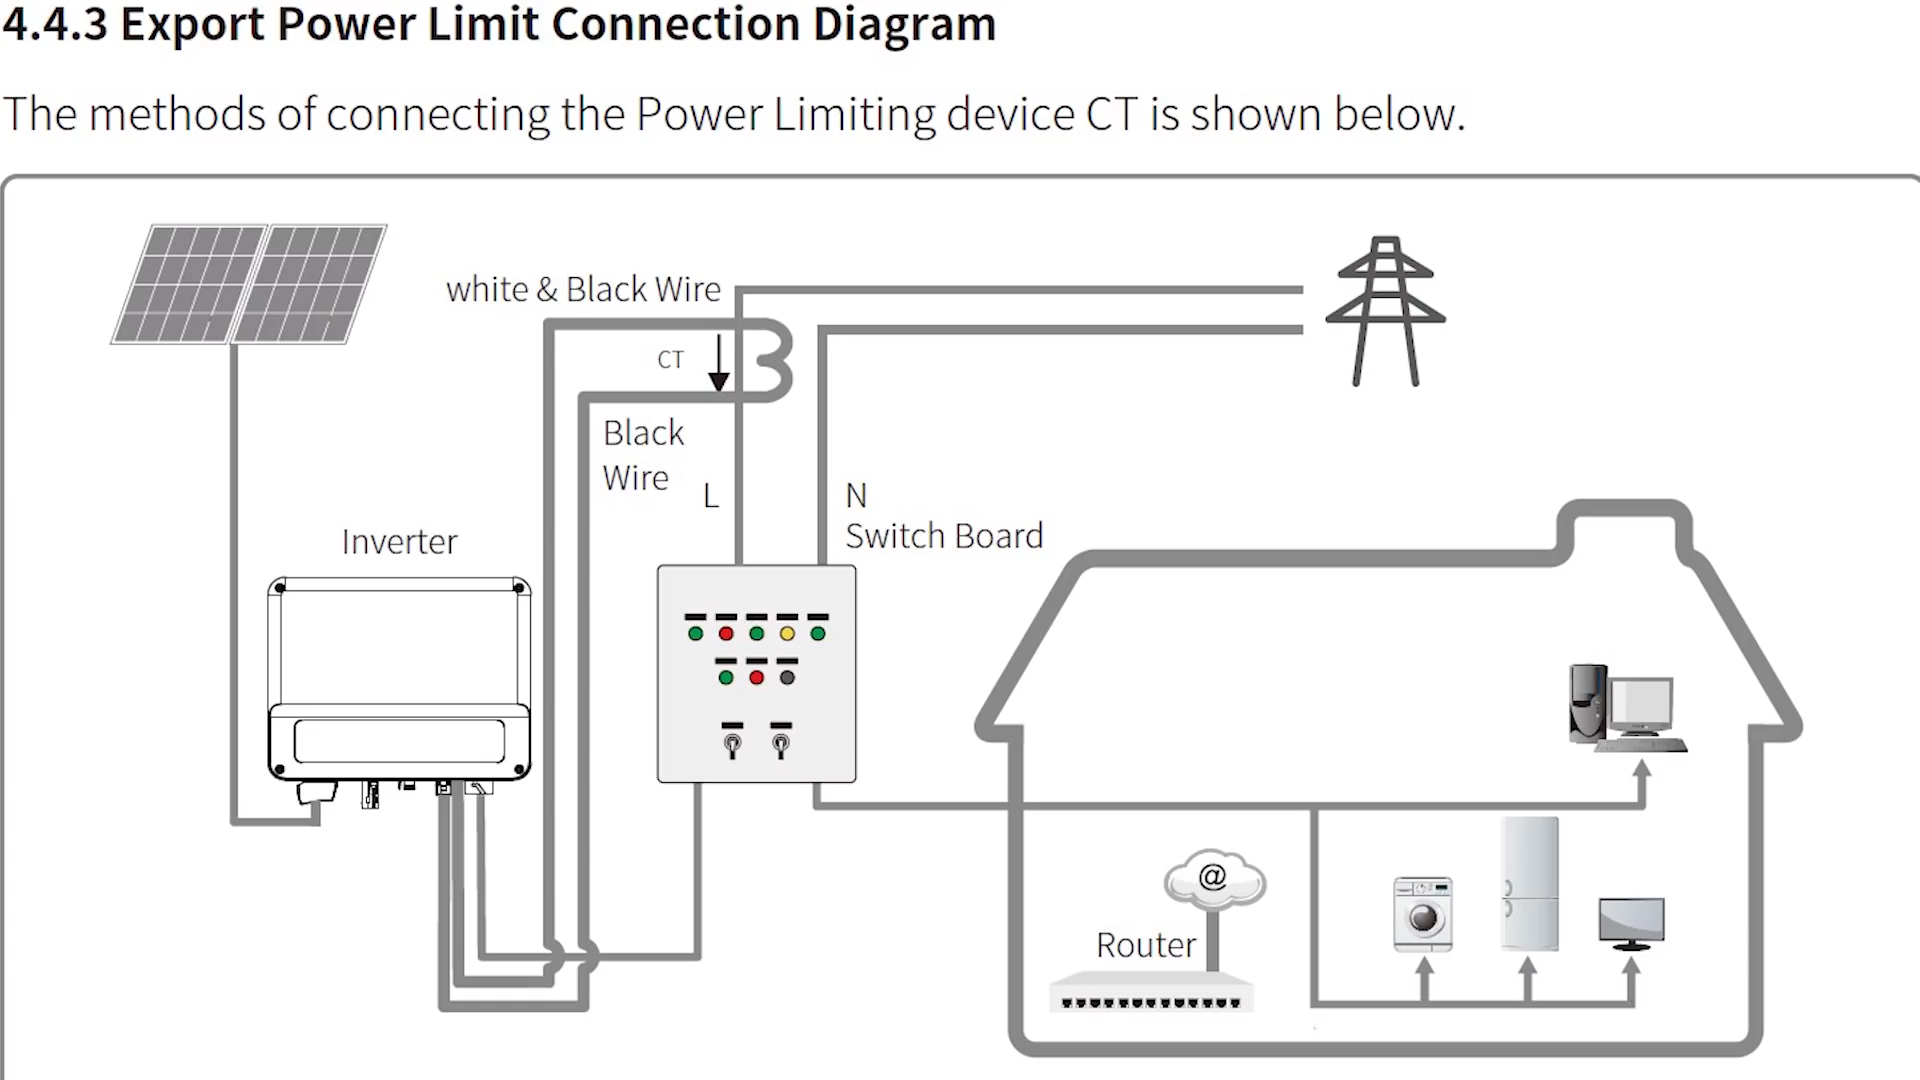 4.4.3 Export Power Limit Connection Diagram
The methods of connecting the Power Limiting device CT is shown below.
white & Black Wire
CT
Black
Wire
L
N
Switch Board
Inverter
@
Router